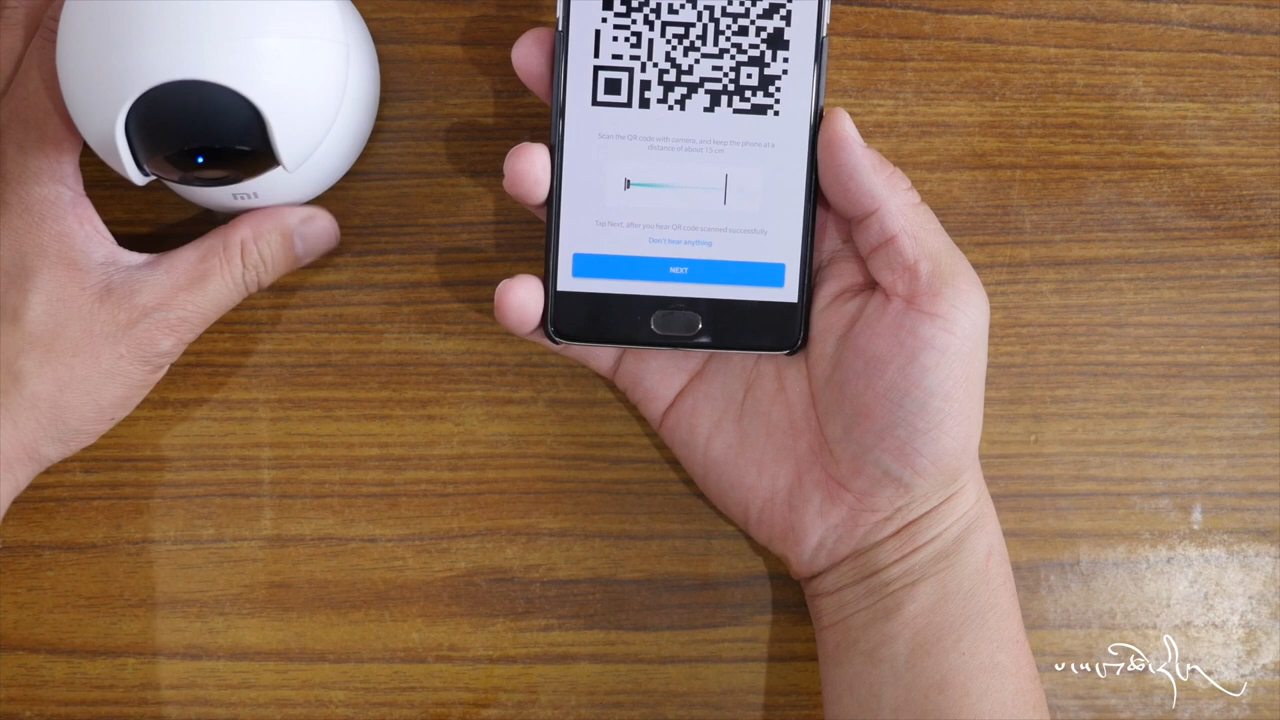 Scan the QR code with camera, and keep the phone at a
distance of about 15 cm
Tap Next, after you hear QR code scanned successfully
Don't hear anything
NEXT
mi